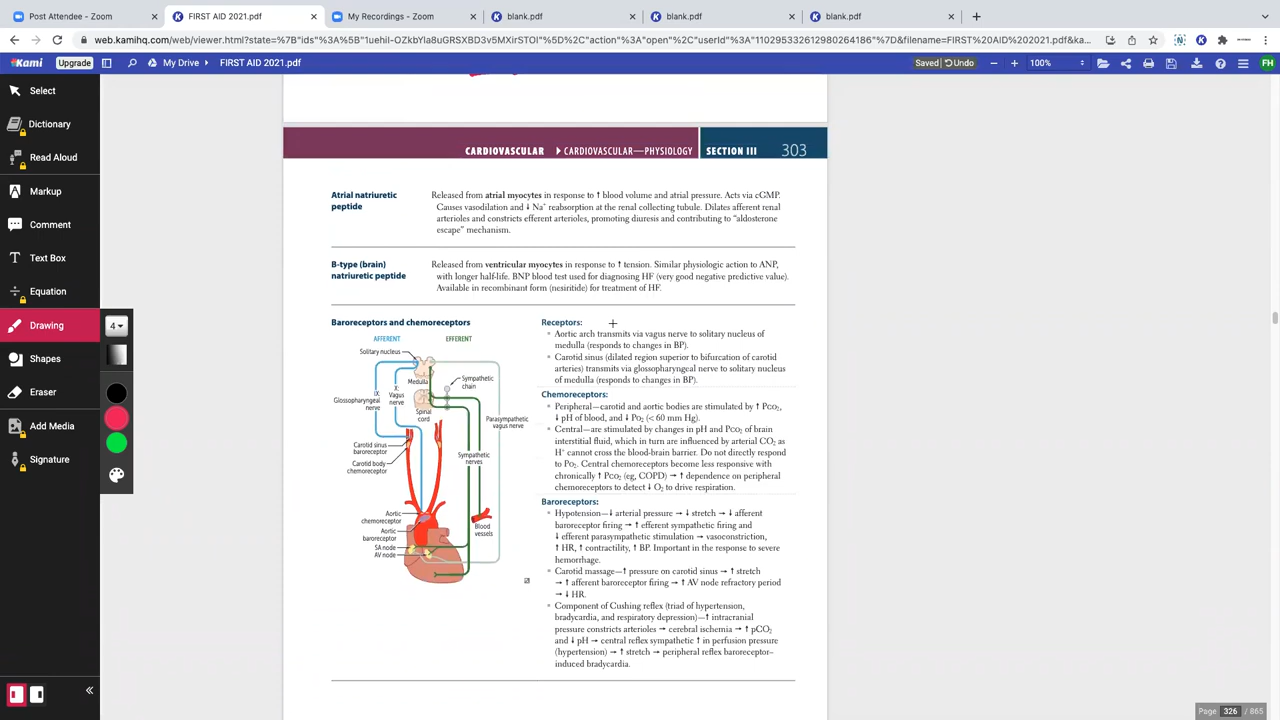 Post Attendee - Zoom
FIRST AID 2021.pdf
My Recordings - Zoom
blank.pdf
blank.pdf
blank.pdf
Kami
Upgrade
My Drive
FIRST AID 2021.pdf
Saved
Undo
100%
FH
Select
Dictionary
Read Aloud
Markup
Comment
Text Box
Equation
Drawing
4
Shapes
Eraser
Add Media
Signature
CARDIOVASCULAR ▶ CARDIOVASCULAR—PHYSIOLOGY SECTION III 303
Atrial natriuretic
peptide
Released from atrial myocytes in response to ↑ blood volume and atrial pressure. Acts via cGMP.
Causes vasodilation and ↓ Na⁺ reabsorption at the renal collecting tubule. Dilates afferent renal
arterioles and constricts efferent arterioles, promoting diuresis and contributing to “aldosterone
escape” mechanism.
B-type (brain)
natriuretic peptide
Released from ventricular myocytes in response to ↑ tension. Similar physiologic action to ANP,
with longer half-life. BNP blood test used for diagnosing HF (very good negative predictive value).
Available in recombinant form (nesiritide) for treatment of HF.
Baroreceptors and chemoreceptors
AFFERENT
EFFERENT
Solitary nucleus
Medulla
Sympathetic
chain
IX:
Glossopharyngeal
nerve
X:
Vagus
nerve
Spinal
cord
Parasympathetic
vagus nerve
Carotid sinus
baroreceptor
Carotid body
chemoreceptor
Sympathetic
nerves
Aortic
chemoreceptor
Aortic
baroreceptor
SA node
AV node
Blood
vessels
Receptors:
• Aortic arch transmits via vagus nerve to solitary nucleus of
medulla (responds to changes in BP).
• Carotid sinus (dilated region superior to bifurcation of carotid
arteries) transmits via glossopharyngeal nerve to solitary nucleus
of medulla (responds to changes in BP).
Chemoreceptors:
• Peripheral—carotid and aortic bodies are stimulated by ↑ PCO₂,
↓ pH of blood, and ↓ PO₂ (< 60 mm Hg).
• Central—are stimulated by changes in pH and PCO₂ of brain
interstitial fluid, which in turn are influenced by arterial CO₂ as
H⁺ cannot cross the blood-brain barrier. Do not directly respond
to PO₂. Central chemoreceptors become less responsive with
chronically ↑ PCO₂ (eg, COPD) → ↑ dependence on peripheral
chemoreceptors to detect ↓ O₂ to drive respiration.
Baroreceptors:
• Hypotension—↓ arterial pressure → ↓ stretch → ↓ afferent
baroreceptor firing → ↑ efferent sympathetic firing and
↓ efferent parasympathetic stimulation → vasoconstriction,
↑ HR, ↑ contractility, ↑ BP. Important in the response to severe
hemorrhage.
• Carotid massage—↑ pressure on carotid sinus → ↑ stretch
→ ↑ afferent baroreceptor firing → ↑ AV node refractory period
→ ↓ HR.
• Component of Cushing reflex (triad of hypertension,
bradycardia, and respiratory depression)—↑ intracranial
pressure constricts arterioles → cerebral ischemia → ↑ pCO₂
and ↓ pH → central reflex sympathetic ↑ in perfusion pressure
(hypertension) → ↑ stretch → peripheral reflex baroreceptor–
induced bradycardia.
Page 326 / 865